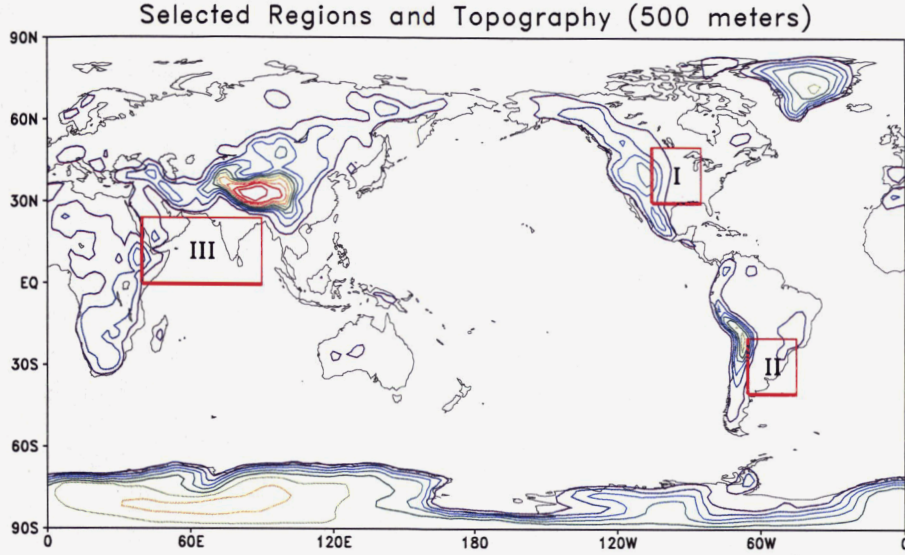 Selected Regions and Topography (500 meters)
90N
60N
30N
EQ
30S
60S
90S
I
III
II
0
60E
120E
180
120W
60W
0